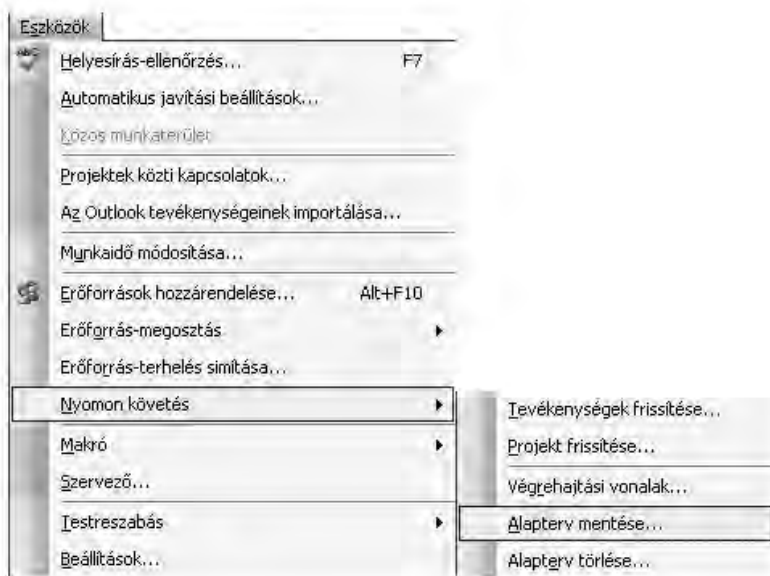 Eszközök
Helyesírás-ellenőrzés... F7
Automatikus javítási beállítások...
Közös munkaterület
Projektek közti kapcsolatok...
Az Outlook tevékenységeinek importálása...
Munkaidő módosítása...
Erőforrások hozzárendelése... Alt+F10
Erőforrás-megosztás
Erőforrás-terhelés simítása...
Nyomon követés
Makró
Szervező...
Testreszabás
Beállítások...
Tevékenységek frissítése...
Projekt frissítése...
Végrehajtási vonalak...
Alapterv mentése...
Alapterv törlése...